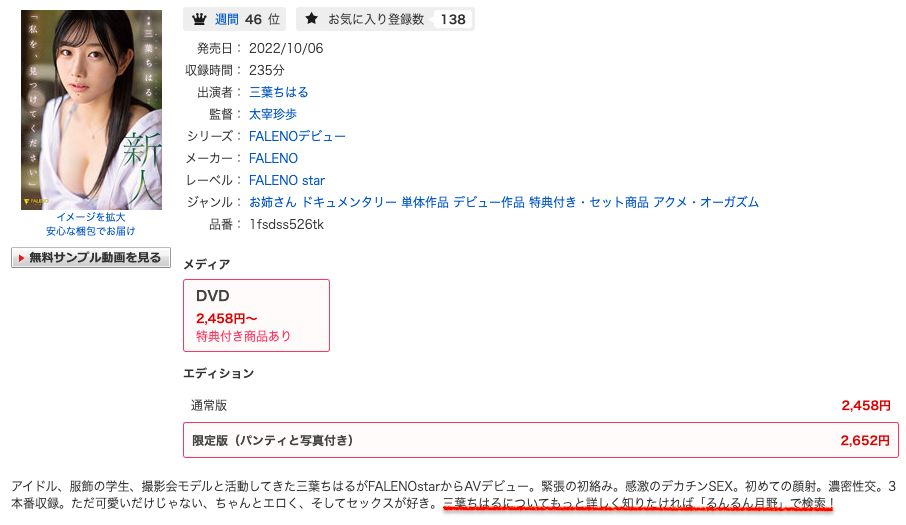 「私を、見つけてください」
三葉ちはる
新人
FALENO
イメージを拡大
安心な梱包でお届け
無料サンプル動画を見る
週間 46 位
お気に入り登録数 138
発売日： 2022/10/06
収録時間： 235分
出演者： 三葉ちはる
監督： 太宰珍歩
シリーズ： FALENOデビュー
メーカー： FALENO
レーベル： FALENO star
ジャンル： お姉さん ドキュメンタリー 単体作品 デビュー作品 特典付き・セット商品 アクメ・オーガズム
品番： 1fsdss526tk
メディア
DVD
2,458円〜
特典付き商品あり
エディション
通常版 2,458円
限定版（パンティと写真付き） 2,652円
アイドル、服飾の学生、撮影会モデルと活動してきた三葉ちはるがFALENOstarからAVデビュー。緊張の初絡み。感激のデカチンSEX。初めての顔射。濃密性交。3
本番収録。ただ可愛いだけじゃない、ちゃんとエロく、そしてセックスが好き。三葉ちはるについてもっと詳しく知りたければ「るんるん月野」で検索！